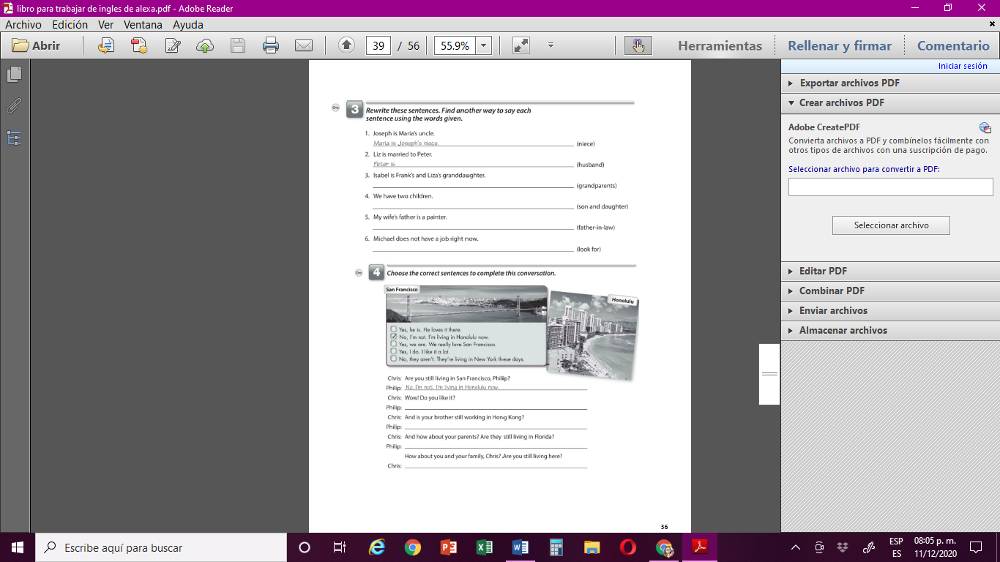 libro para trabajar de ingles de alexa.pdf - Adobe Reader
Archivo Edición Ver Ventana Ayuda
Abrir
39 / 56
55.9%
Herramientas
Rellenar y firmar
Comentario
Iniciar sesión
Exportar archivos PDF
Crear archivos PDF
Adobe CreatePDF
Convierta archivos a PDF y combínelos fácilmente con
otros tipos de archivos con una suscripción de pago.
Seleccionar archivo para convertir a PDF:
Seleccionar archivo
Editar PDF
Combinar PDF
Enviar archivos
Almacenar archivos
3 Rewrite these sentences. Find another way to say each
sentence using the words given.
1. Joseph is Maria's uncle.
Maria is Joseph's niece. (niece)
2. Liz is married to Peter.
Peter is (husband)
3. Isabel is Frank's and Liza's granddaughter.
(grandparents)
4. We have two children.
(son and daughter)
5. My wife's father is a painter.
(father-in-law)
6. Michael does not have a job right now.
(look for)
4 Choose the correct sentences to complete this conversation.
San Francisco
Honolulu
Yes, he is. He loves it there.
No, I'm not. I'm living in Honolulu now.
Yes, we are. We really love San Francisco.
Yes, I do. I like it a lot.
No, they aren't. They're living in New York these days.
Chris: Are you still living in San Francisco, Philip?
Philip: No, I'm not. I'm living in Honolulu now.
Chris: Wow! Do you like it?
Philip:
Chris: And is your brother still working in Hong Kong?
Philip:
Chris: And how about your parents? Are they still living in Florida?
Philip:
How about you and your family, Chris? Are you still living here?
Chris:
36
Escribe aquí para buscar
ESP
ES
08:05 p. m.
11/12/2020